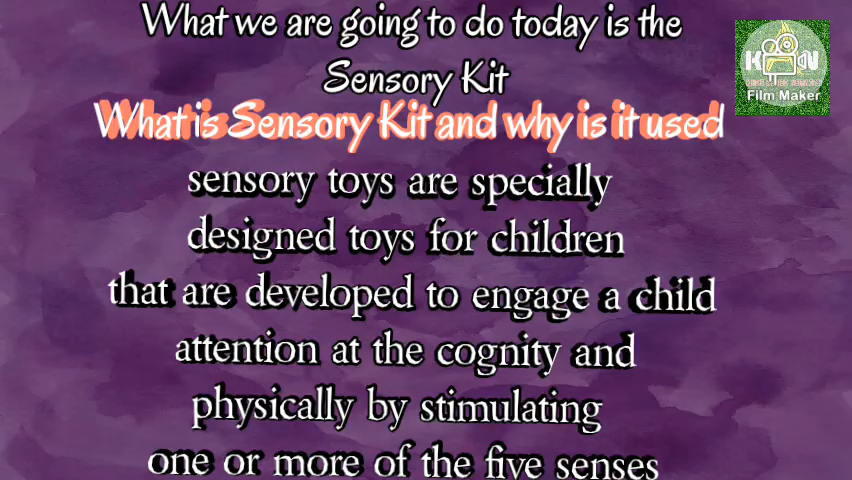 What we are going to do today is the
Sensory Kit
What is Sensory Kit and why is it used
sensory toys are specially
designed toys for children
that are developed to engage a child
attention at the cognity and
physically by stimulating
one or more of the five senses
K N
Film Maker